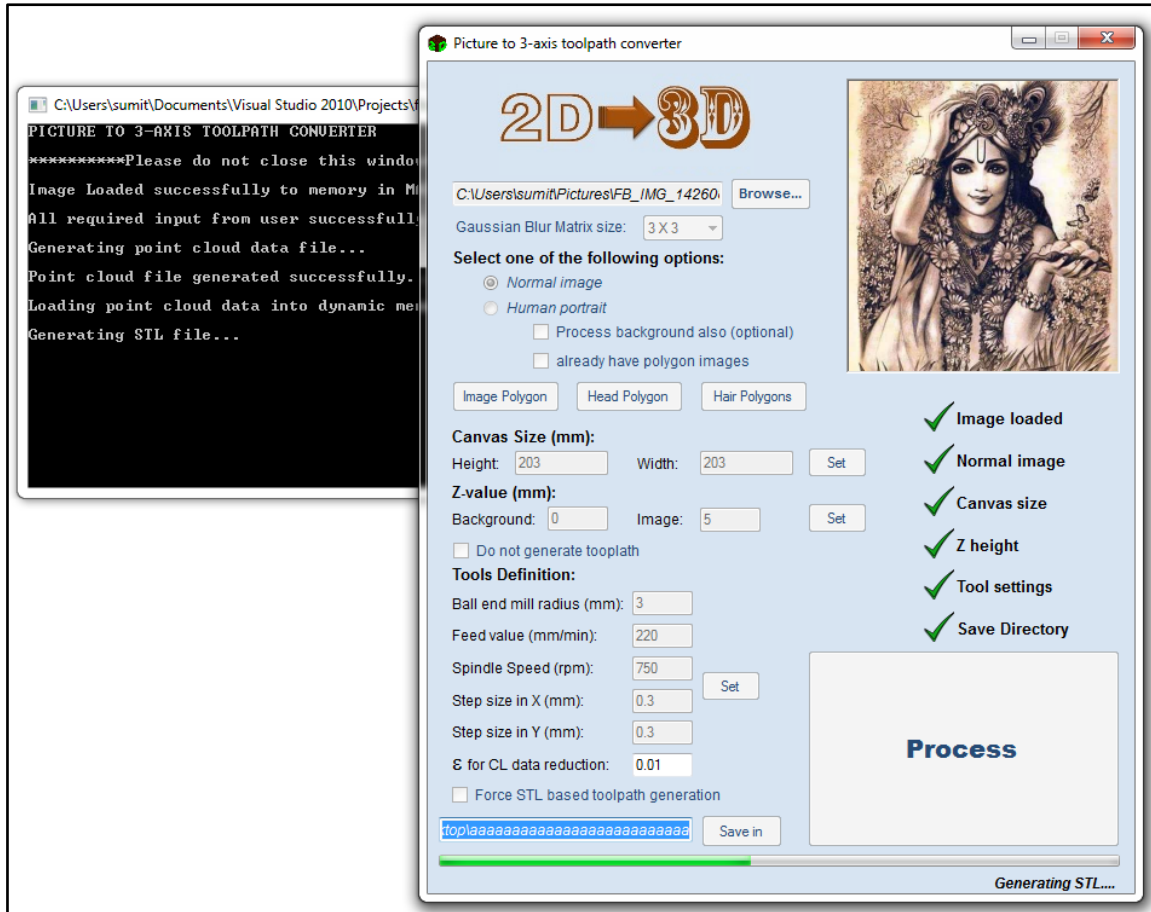 Picture to 3-axis toolpath converter
C:\Users\sumit\Documents\Visual Studio 2010\Projects\f
PICTURE TO 3-AXIS TOOLPATH CONVERTER
**********Please do not close this window
Image Loaded successfully to memory in
All required input from user successfully
Generating point cloud data file...
Point cloud file generated successfully.
Loading point cloud data into dynamic
Generating STL file...
2D 3D
C:\Users\sumit\Pictures\FB_IMG_14260 Browse...
Gaussian Blur Matrix size: 3 X 3
Select one of the following options:
Normal image
Human portrait
Process background also (optional)
already have polygon images
Image Polygon Head Polygon Hair Polygons
Canvas Size (mm):
Height: 203 Width: 203 Set
Z-value (mm):
Background: 0 Image: 5 Set
Do not generate tooplath
Tools Definition:
Ball end mill radius (mm): 3
Feed value (mm/min): 220
Spindle Speed (rpm): 750
Set
Step size in X (mm): 0.3
Step size in Y (mm): 0.3
Ɛ for CL data reduction: 0.01
Force STL based toolpath generation
ktop\aaaaaaaaaaaaaaaaaaaaaaaaaa Save in
Image loaded
Normal image
Canvas size
Z height
Tool settings
Save Directory
Process
Generating STL....